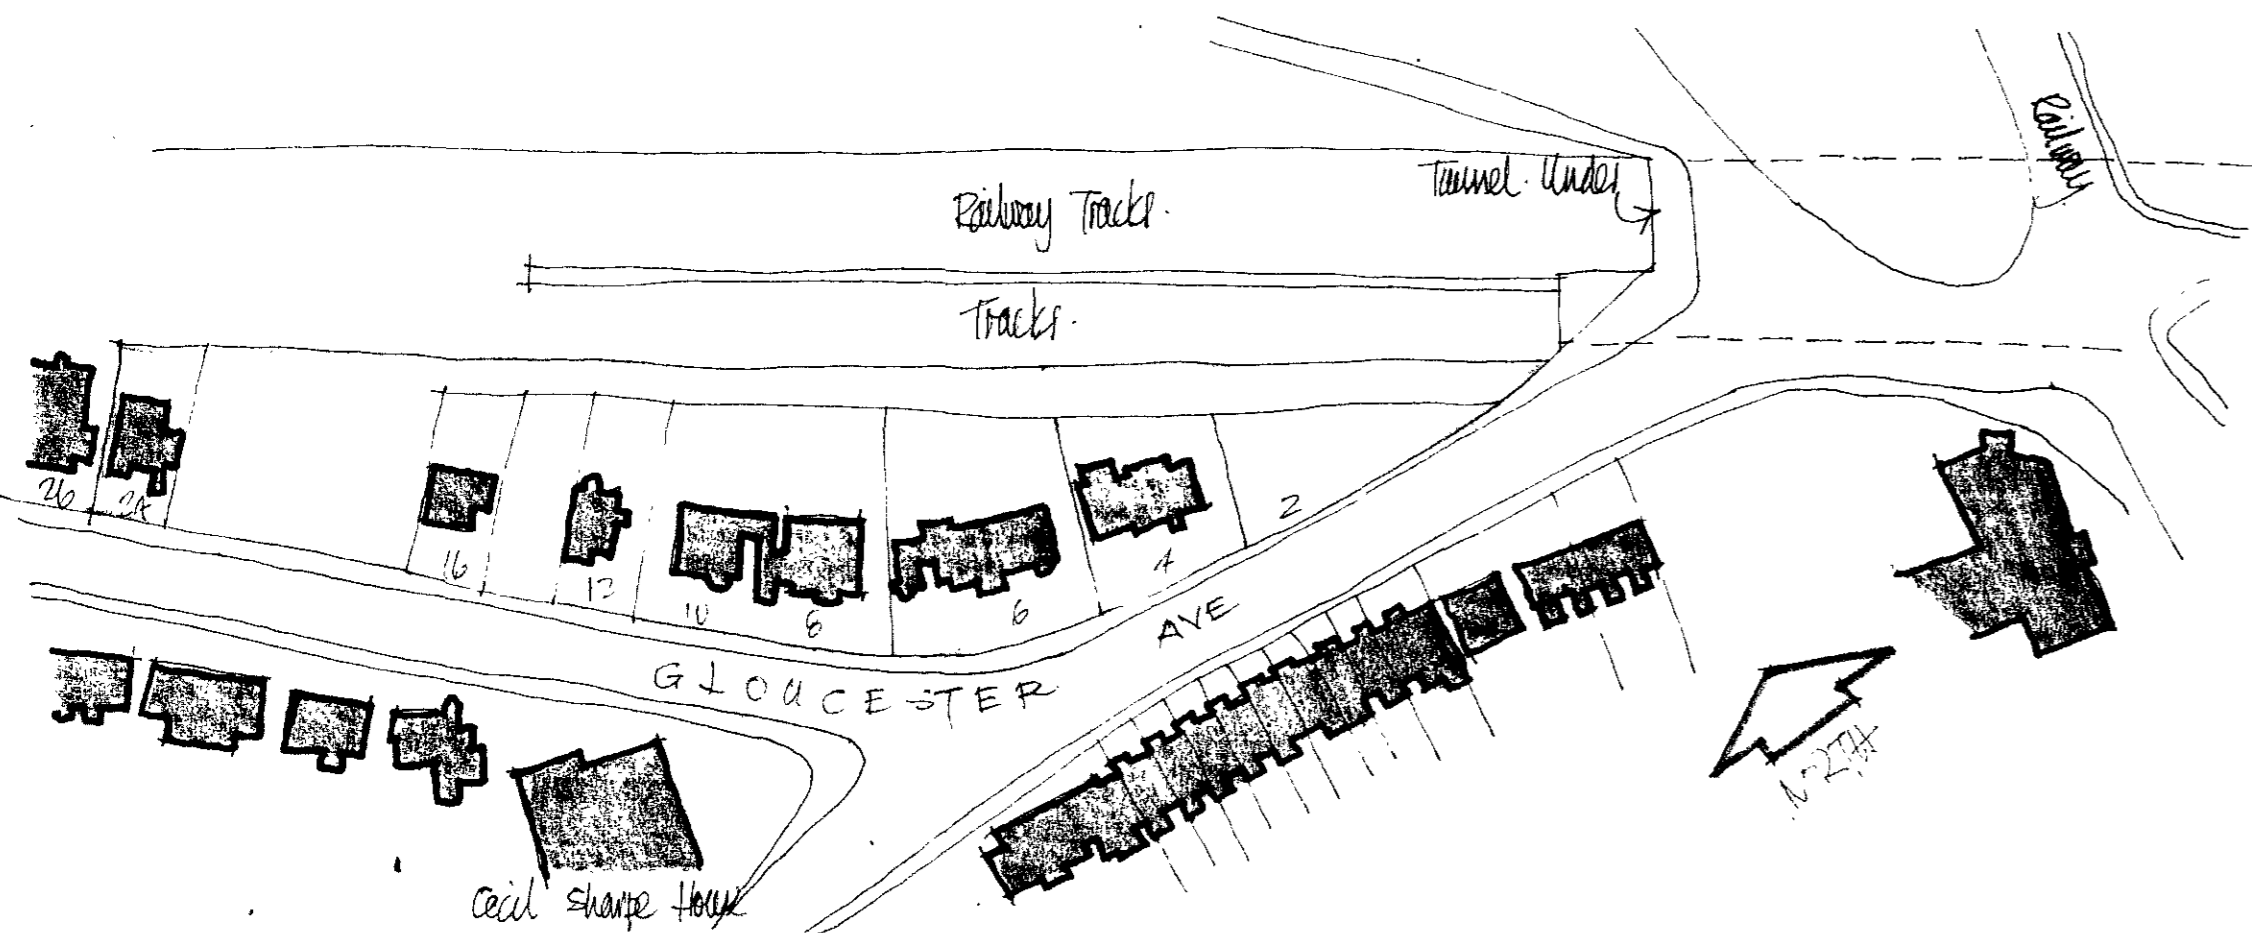 Railway
Tunnel Under
Railway Tracks.
Tracks.
26
24
16
12
10
8
6
4
2
GLOUCESTER AVE
NORTH
Cecil Sharpe House